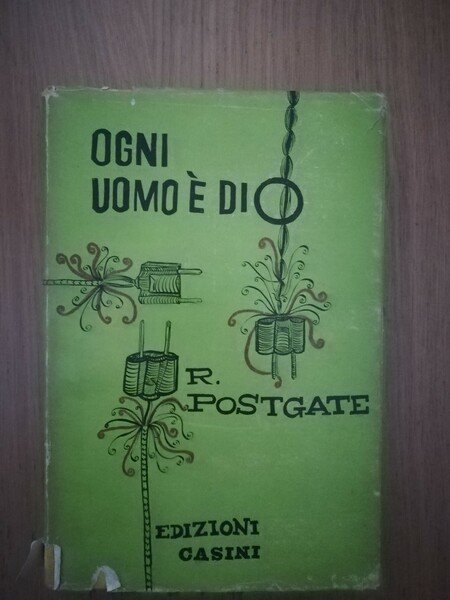 OGNI
UOMO È DIO
R.
POSTGATE
EDIZIONI
CASINI